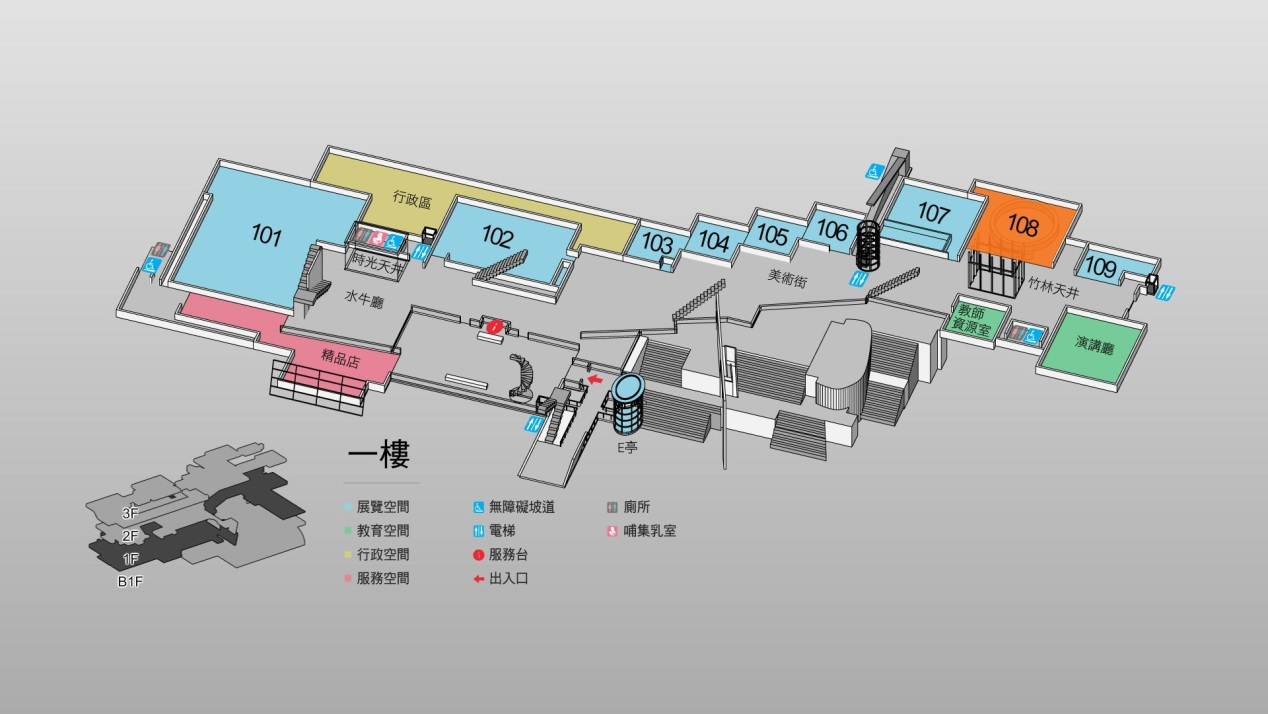 行政區
101
102
103
104
105
106
107
108
109
時光天井
水牛廳
美術街
竹林天井
教師
資源室
演講廳
精品店
E亭
一樓
3F
2F
1F
B1F
展覽空間
教育空間
行政空間
服務空間
無障礙坡道
電梯
服務台
出入口
廁所
哺集乳室